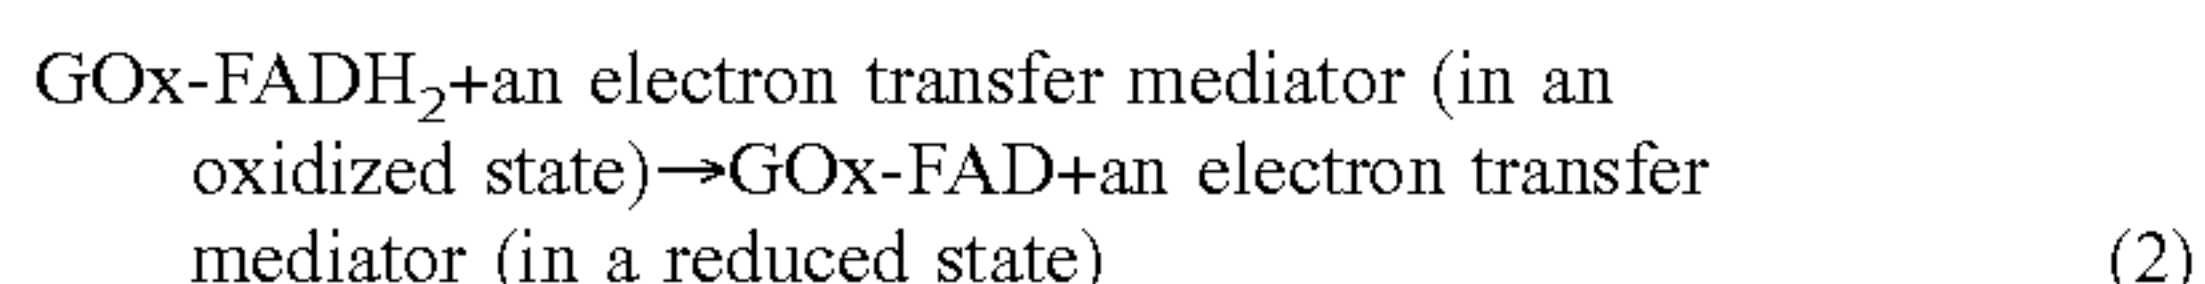 GOx-FADH₂+an electron transfer mediator (in an
oxidized state)→GOx-FAD+an electron transfer
mediator (in a reduced state) (2)